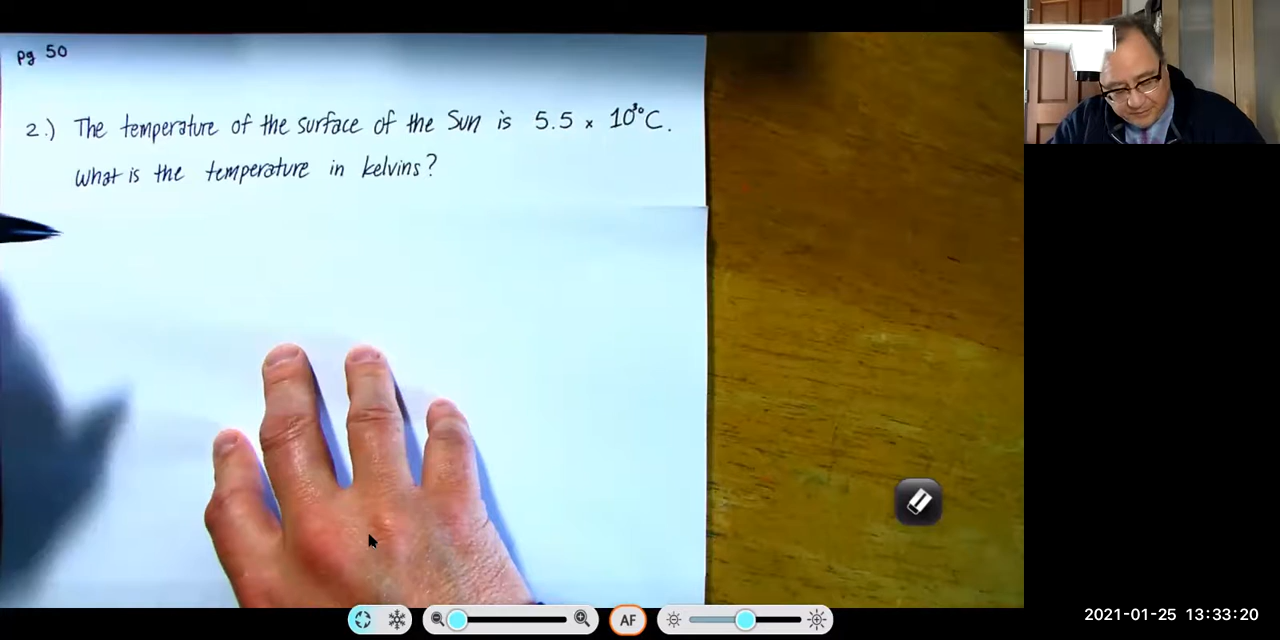 pg 50
2.) The temperature of the surface of the Sun is 5.5 × 10³°C.
What is the temperature in kelvins?
AF
2021-01-25 13:33:20